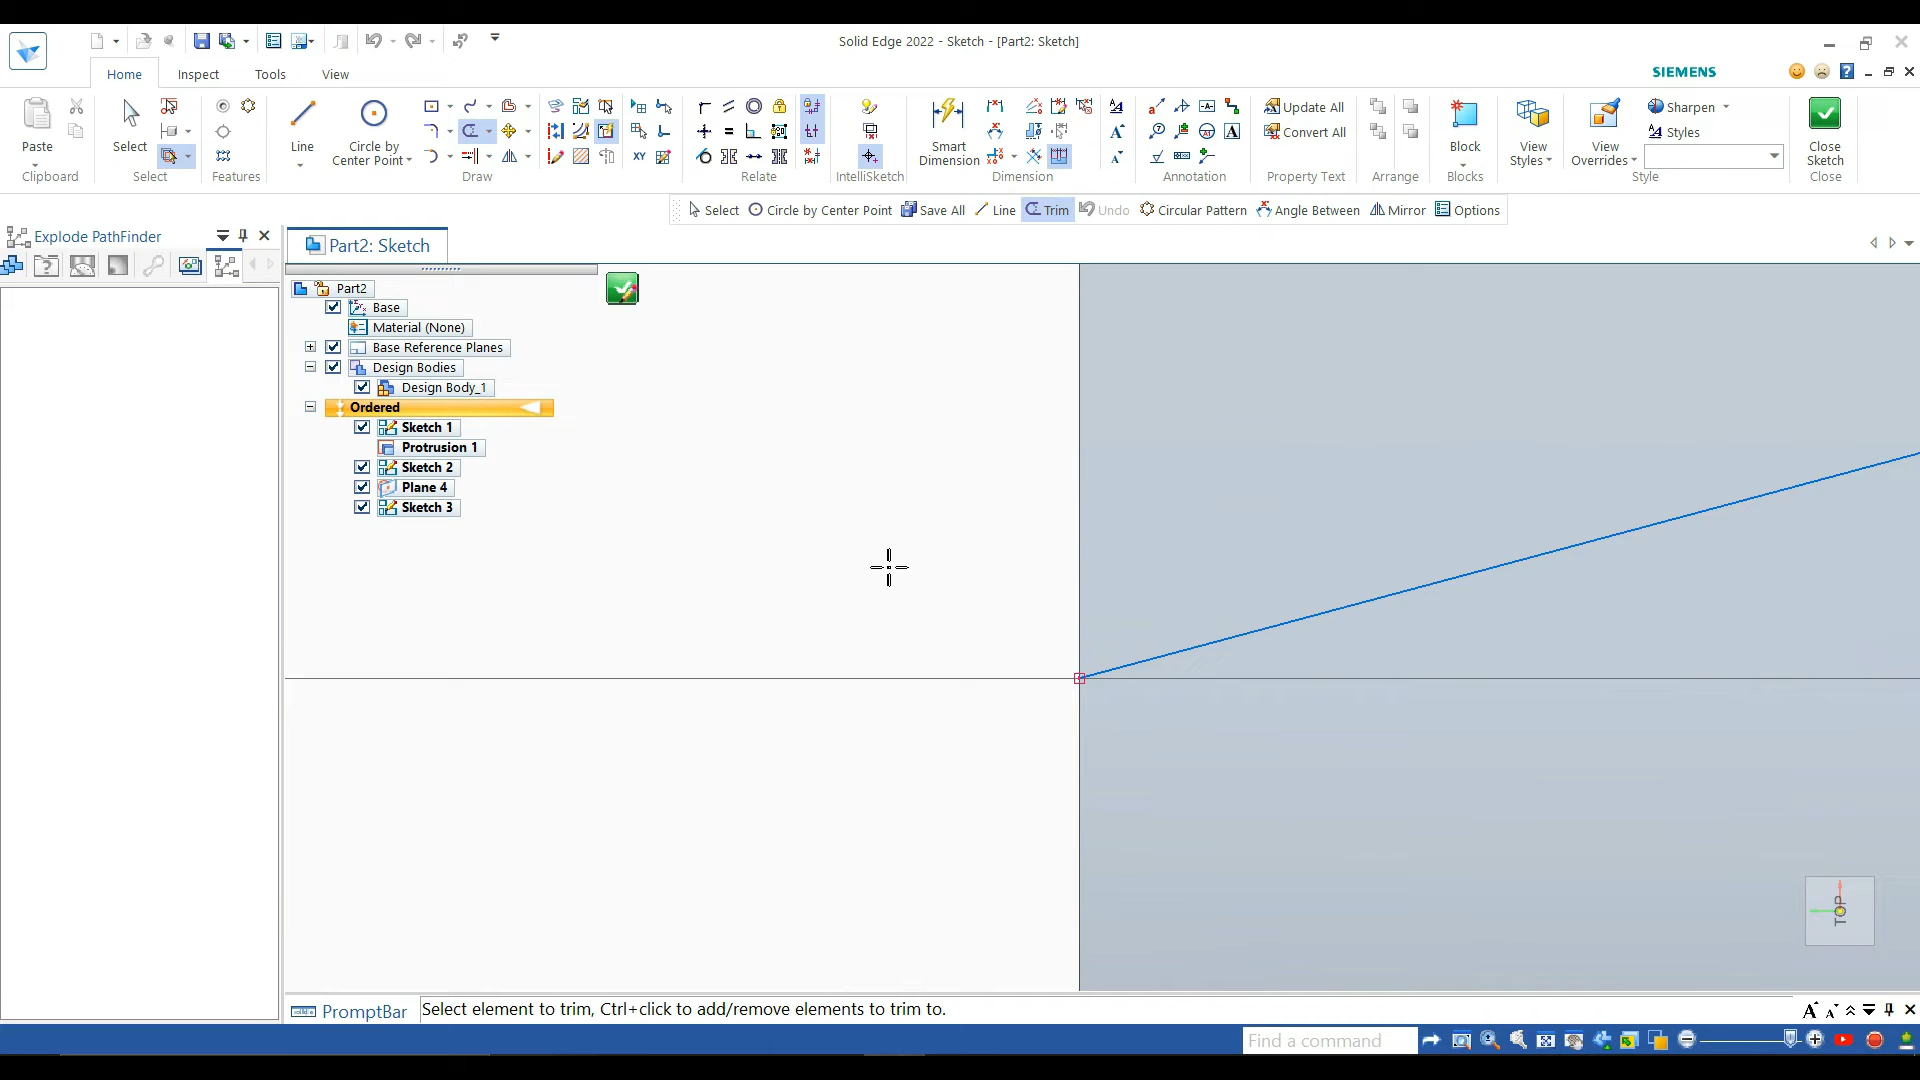 Solid Edge 2022 - Sketch - [Part2: Sketch]
Home
Inspect
Tools
View
SIEMENS
Paste
Select
Line
Circle by
Center Point
Smart
Dimension
Update All
Convert All
Block
View
Styles
View
Overrides
Sharpen
Styles
Close
Sketch
Clipboard
Select
Features
Draw
Relate
IntelliSketch
Dimension
Annotation
Property Text
Arrange
Blocks
Style
Close
Select
Circle by Center Point
Save All
Line
Trim
Undo
Circular Pattern
Angle Between
Mirror
Options
Explode PathFinder
Part2: Sketch
Part2
Base
Material (None)
Base Reference Planes
Design Bodies
Design Body_1
Ordered
Sketch 1
Protrusion 1
Sketch 2
Plane 4
Sketch 3
TOP
PromptBar
Select element to trim, Ctrl+click to add/remove elements to trim to.
Find a command